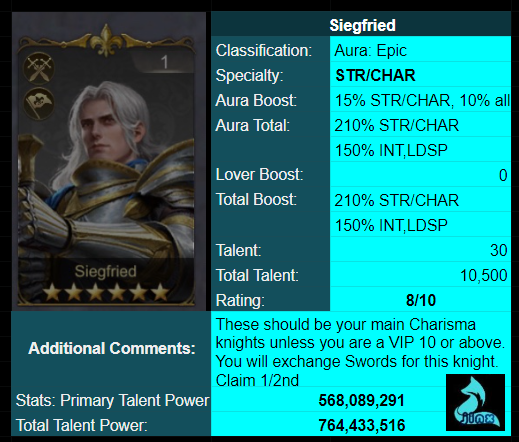 Siegfried
1
Siegfried
Classification: Aura: Epic
Specialty: STR/CHAR
Aura Boost: 15% STR/CHAR, 10% all
Aura Total: 210% STR/CHAR
150% INT,LDSP
Lover Boost: 0
Total Boost: 210% STR/CHAR
150% INT,LDSP
Talent: 30
Total Talent: 10,500
Rating: 8/10
Additional Comments:
These should be your main Charisma
knights unless you are a VIP 10 or above.
You will exchange Swords for this knight.
Claim 1/2nd
Stats: Primary Talent Power 568,089,291
Total Talent Power: 764,433,516